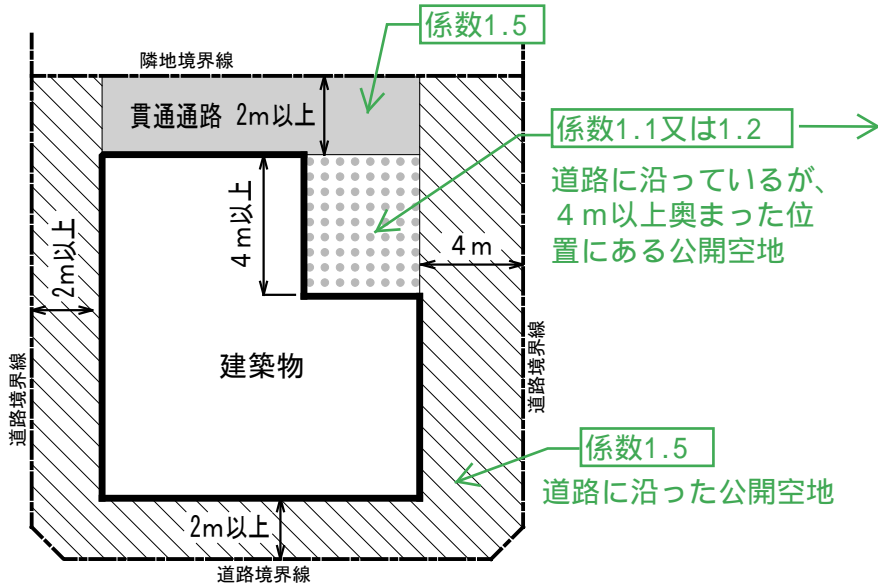 係数1.5
隣地境界線
貫通通路 2m以上
係数1.1又は1.2
道路に沿っているが、
４ｍ以上奥まった位
置にある公開空地
4m以上
4m
2m以上
建築物
道路境界線
道路境界線
係数1.5
道路に沿った公開空地
2m以上
道路境界線